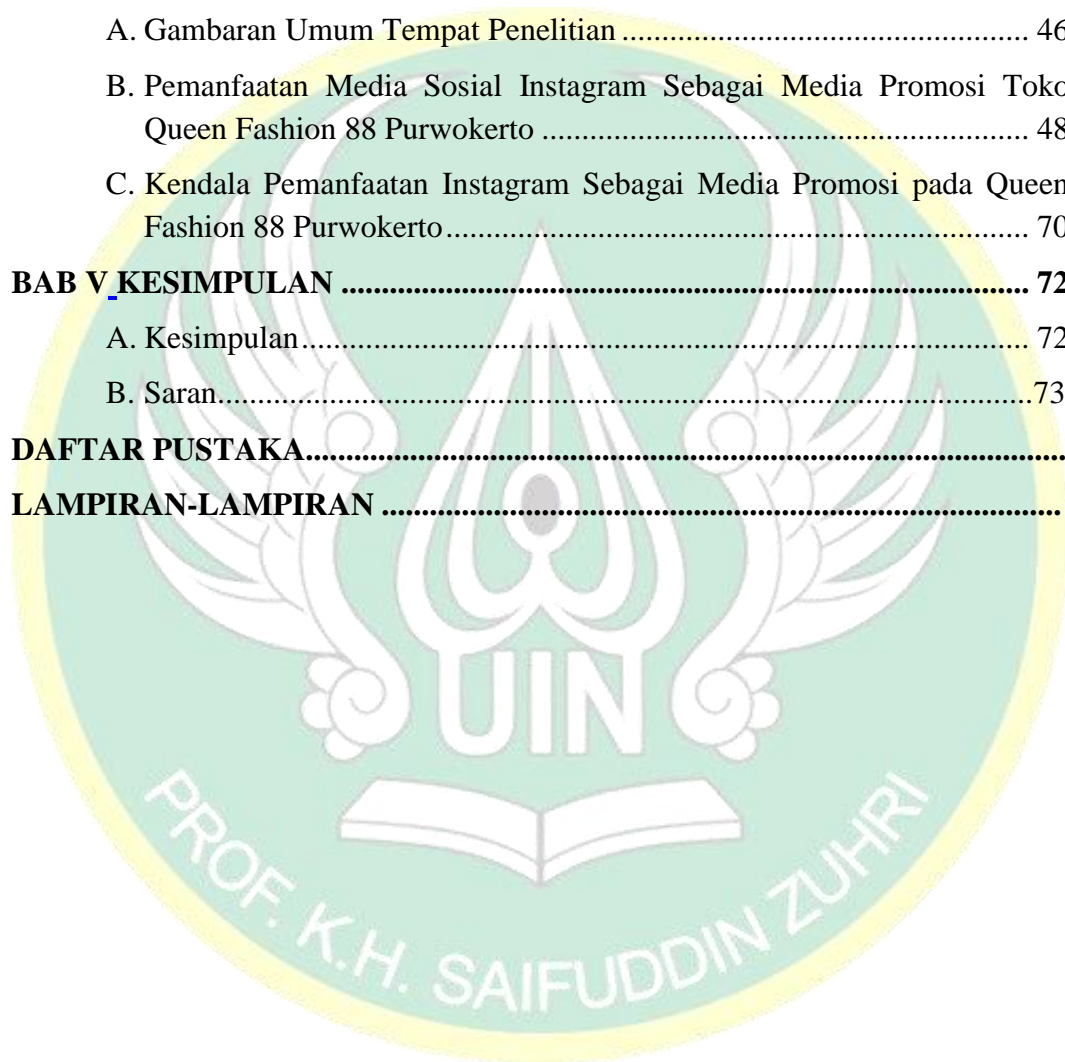 A. Gambaran Umum Tempat Penelitian ................................................... 46
B. Pemanfaatan Media Sosial Instagram Sebagai Media Promosi Toko
Queen Fashion 88 Purwokerto ............................................................. 48
C. Kendala Pemanfaatan Instagram Sebagai Media Promosi pada Queen
Fashion 88 Purwokerto ......................................................................... 70
BAB V KESIMPULAN ...................................................................................... 72
A. Kesimpulan ........................................................................................... 72
B. Saran......................................................................................................73
DAFTAR PUSTAKA...............................................................................................
LAMPIRAN-LAMPIRAN .....................................................................................
UIN
PROF. K.H. SAIFUDDIN ZUHRI